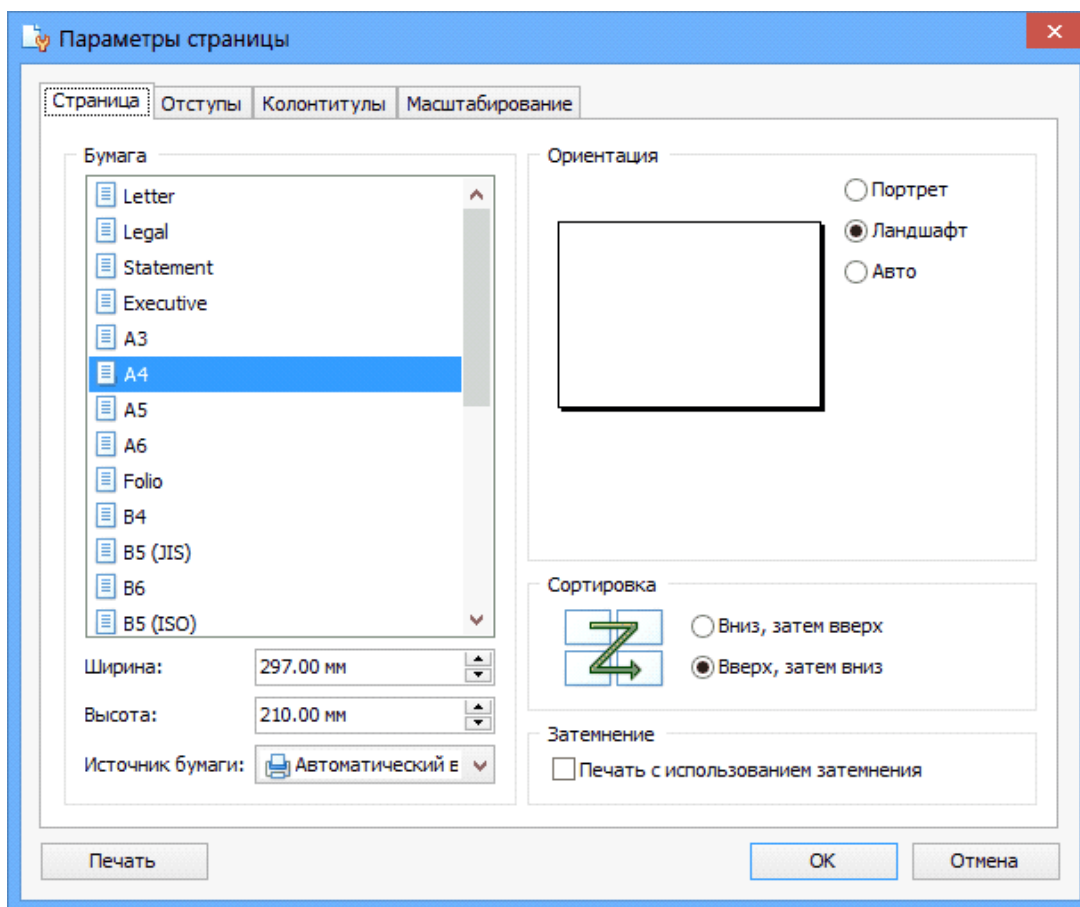 Параметры страницы
Страница Отступы Колонтитулы Масштабирование
Бумага
Letter
Legal
Statement
Executive
A3
A4
A5
A6
Folio
B4
B5 (JIS)
B6
B5 (ISO)
Ширина: 297.00 мм
Высота: 210.00 мм
Источник бумаги: Автоматический в
Ориентация
Портрет
Ландшафт
Авто
Сортировка
Вниз, затем вверх
Вверх, затем вниз
Затемнение
Печать с использованием затемнения
Печать OK Отмена